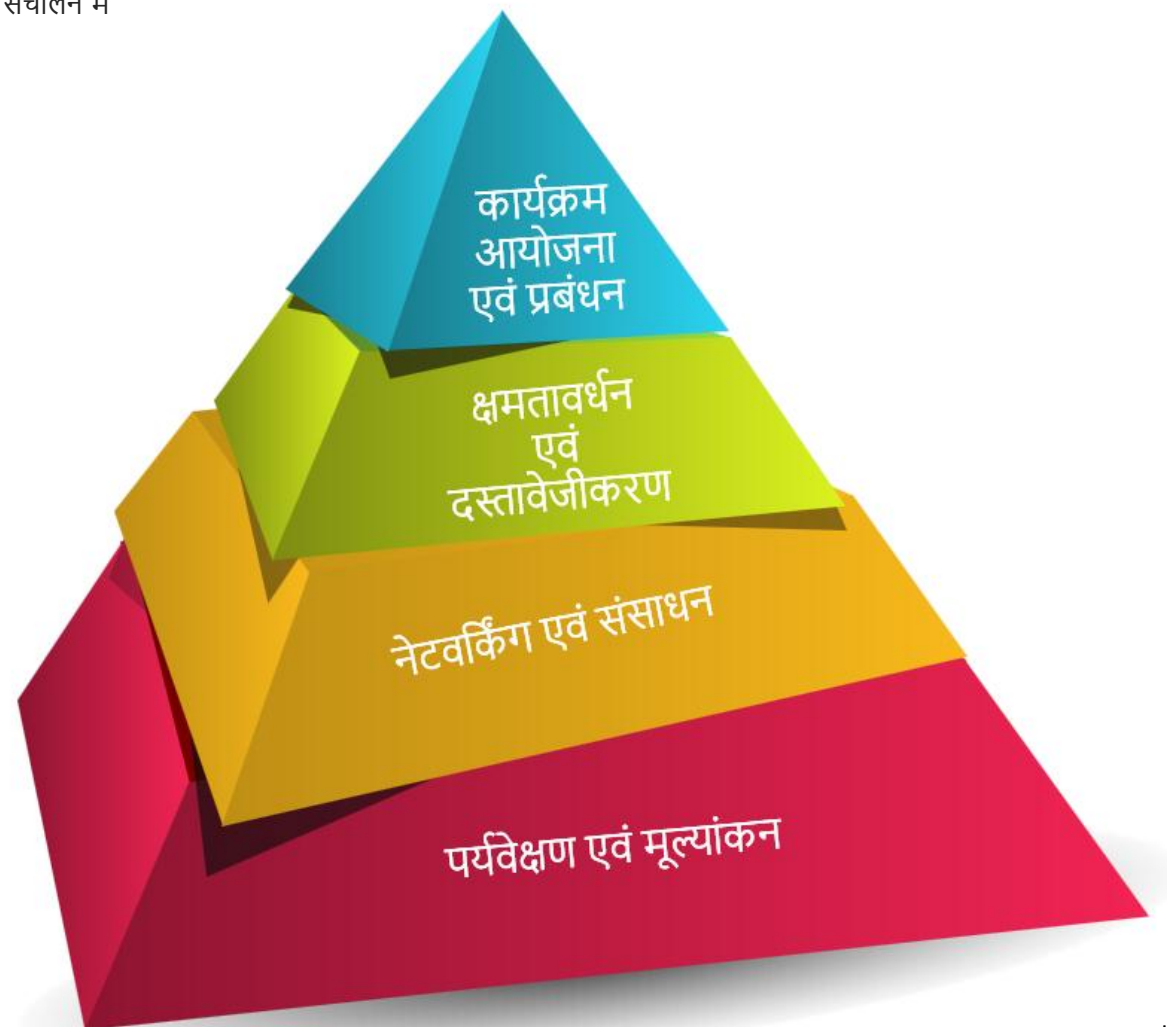 संचालन में
कार्यक्रम
आयोजना
एवं प्रबंधन
क्षमतावर्धन
एवं
दस्तावेजीकरण
नेटवर्किंग एवं संसाधन
पर्यवेक्षण एवं मूल्यांकन